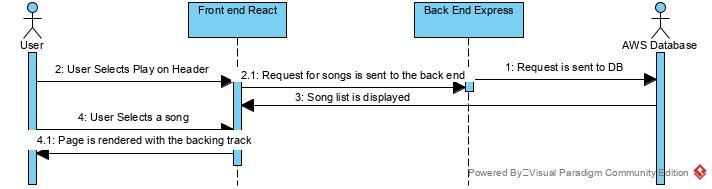 Front end React
Back End Express
User
AWS Database
2: User Selects Play on Header
1: Request is sent to DB
2.1: Request for songs is sent to the back end
3: Song list is displayed
4: User Selects a song
4.1: Page is rendered with the backing track
Powered By Visual Paradigm Community Edition